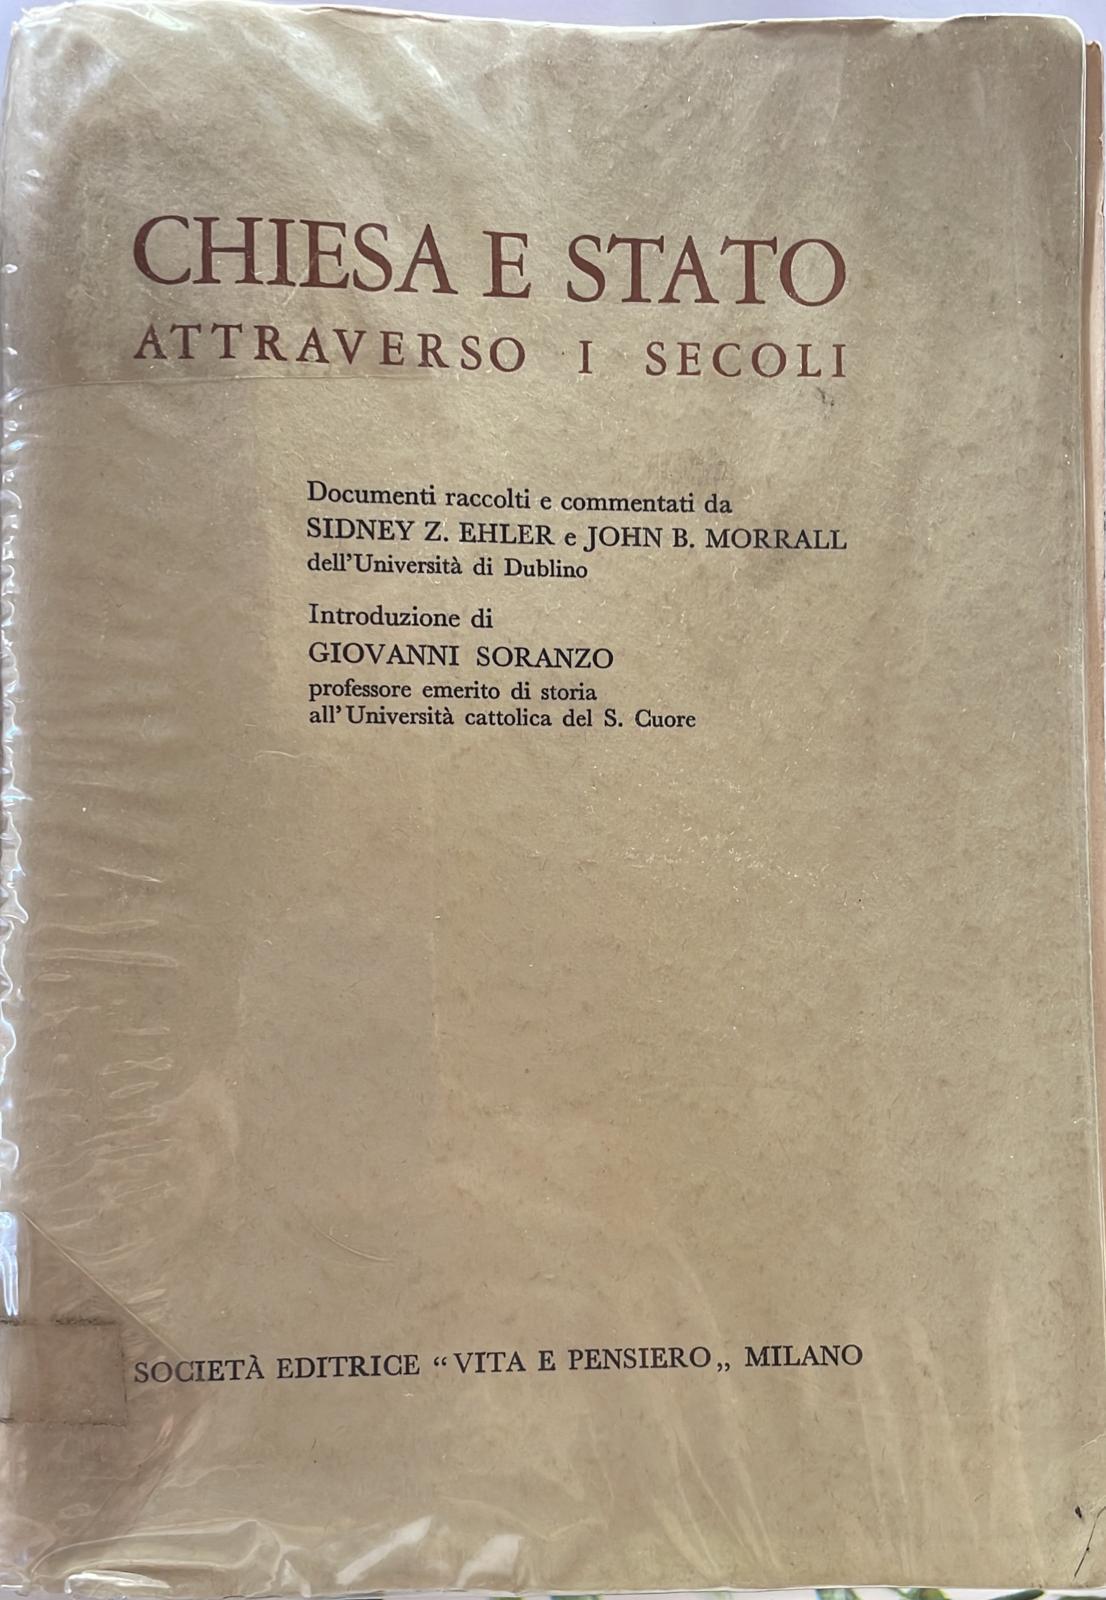 CHIESA E STATO
ATTRAVERSO I SECOLI
Documenti raccolti e commentati da
SIDNEY Z. EHLER e JOHN B. MORRALL
dell'Università di Dublino
Introduzione di
GIOVANNI SORANZO
professore emerito di storia
all'Università cattolica del S. Cuore
SOCIETÀ EDITRICE “VITA E PENSIERO„ MILANO